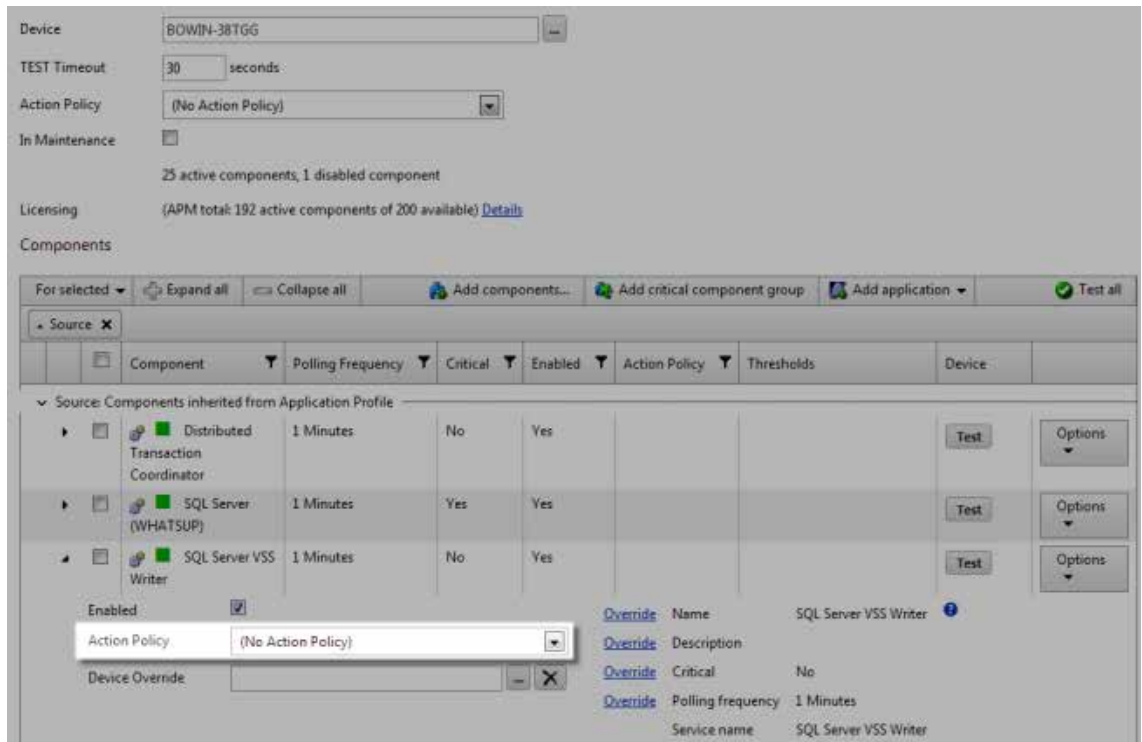 Device BOWIN-38TGG ...
TEST Timeout 30 seconds
Action Policy (No Action Policy)
In Maintenance
25 active components, 1 disabled component
Licensing (APM total: 192 active components of 200 available) Details
Components
For selected Expand all Collapse all Add components... Add critical component group Add application Test all
Source X
Component Polling Frequency Critical Enabled Action Policy Thresholds Device
Source: Components inherited from Application Profile
Distributed 1 Minutes No Yes Test Options
Transaction
Coordinator
SQL Server 1 Minutes Yes Yes Test Options
(WHATSUP)
SQL Server VSS 1 Minutes No Yes Test Options
Writer
Enabled Override Name SQL Server VSS Writer ?
Action Policy (No Action Policy) Override Description
Device Override ... X Override Critical No
Override Polling frequency 1 Minutes
Service name SQL Server VSS Writer